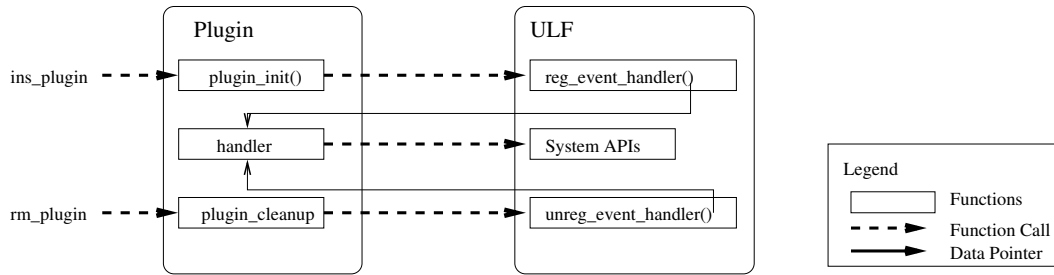 Plugin
ULF
ins_plugin
plugin_init()
reg_event_handler()
handler
System APIs
rm_plugin
plugin_cleanup
unreg_event_handler()
Legend
Functions
Function Call
Data Pointer